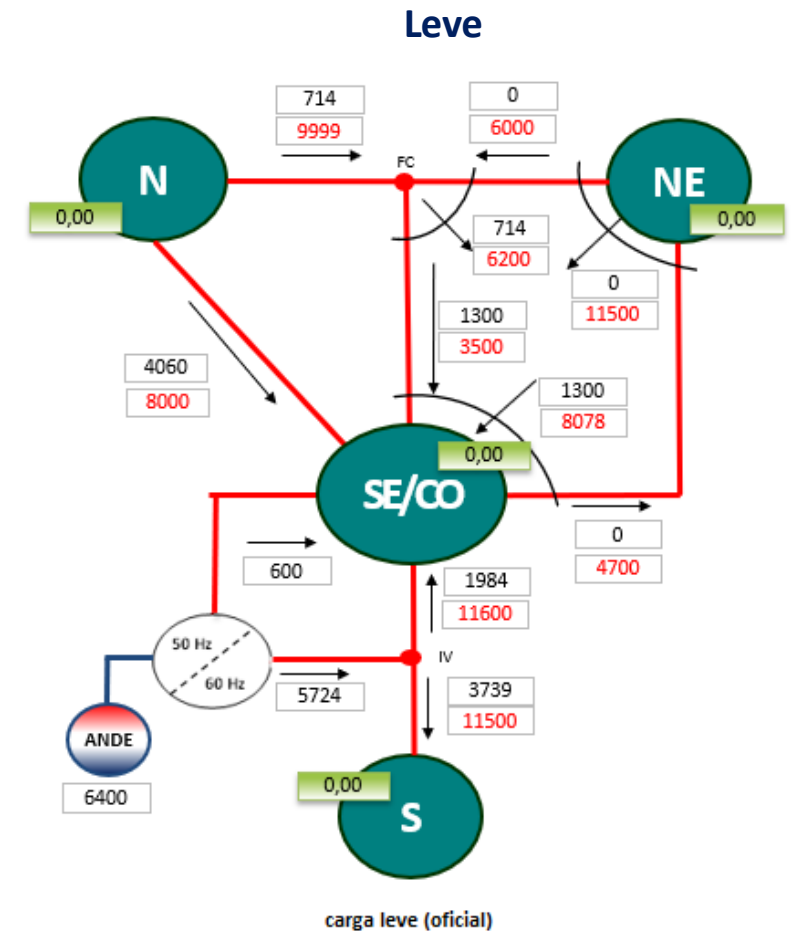 Leve
714
9999
0
6000
FC
N
NE
0,00
0,00
714
6200
0
11500
1300
3500
4060
8000
1300
8078
0,00
SE/CO
0
4700
600
1984
11600
50 Hz
60 Hz
IV
5724
3739
11500
ANDE
6400
0,00
S
carga leve (oficial)